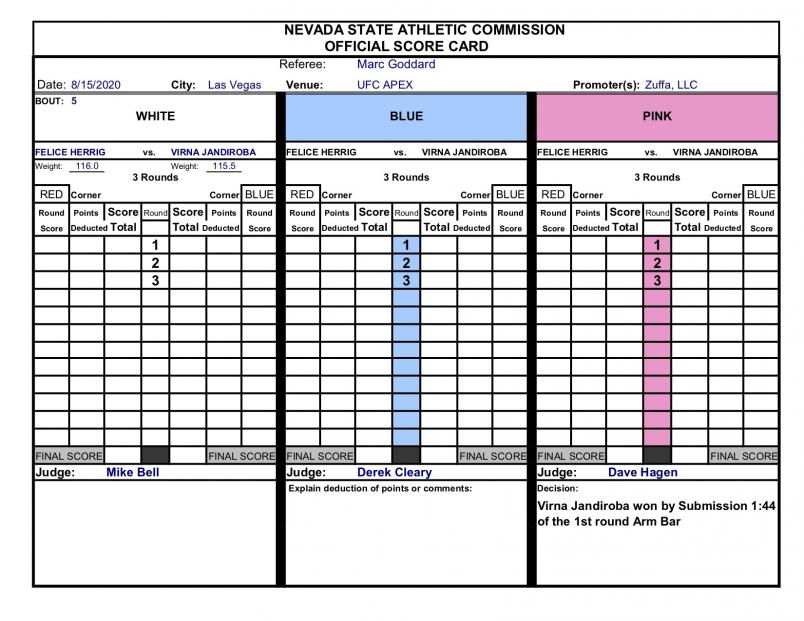 NEVADA STATE ATHLETIC COMMISSION
OFFICIAL SCORE CARD
Referee: Marc Goddard
Date: 8/15/2020 City: Las Vegas Venue: UFC APEX Promoter(s): Zuffa, LLC
BOUT: 5
WHITE BLUE PINK
FELICE HERRIG vs. VIRNA JANDIROBA FELICE HERRIG vs. VIRNA JANDIROBA FELICE HERRIG vs. VIRNA JANDIROBA
Weight: 116.0 Weight: 115.5
3 Rounds 3 Rounds 3 Rounds
RED Corner Corner BLUE RED Corner Corner BLUE RED Corner Corner BLUE
Round Points Score Round Score Points Round Round Points Score Round Score Points Round Round Points Score Round Score Points Round
Score Deducted Total Total Deducted Score Score Deducted Total Total Deducted Score Score Deducted Total Total Deducted Score
1 1 1
2 2 2
3 3 3
FINAL SCORE FINAL SCORE FINAL SCORE FINAL SCORE FINAL SCORE FINAL SCORE
Judge: Mike Bell Judge: Derek Cleary Judge: Dave Hagen
Explain deduction of points or comments: Decision:
Virna Jandiroba won by Submission 1:44
of the 1st round Arm Bar